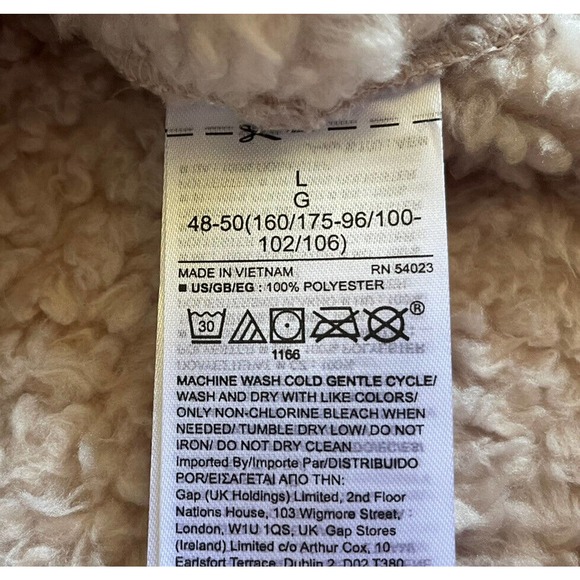 L
G
48-50(160/175-96/100-
102/106)
MADE IN VIETNAM RN 54023
■ US/GB/EG : 100% POLYESTER
30
®
1166
MACHINE WASH COLD GENTLE CYCLE/
WASH AND DRY WITH LIKE COLORS/
ONLY NON-CHLORINE BLEACH WHEN
NEEDED/ TUMBLE DRY LOW/ DO NOT
IRON/ DO NOT DRY CLEAN
Imported By/Importe Par/DISTRIBUIDO
POR/ΕΙΣΑΓΕΤΑΙ ΑΠΟ ΤΗΝ:
Gap (UK Holdings) Limited, 2nd Floor
Nations House, 103 Wigmore Street,
London, W1U 1QS, UK Gap Stores
(Ireland) Limited c/o Arthur Cox, 10
Earlsfort Terrace, Dublin 2, D02 T380